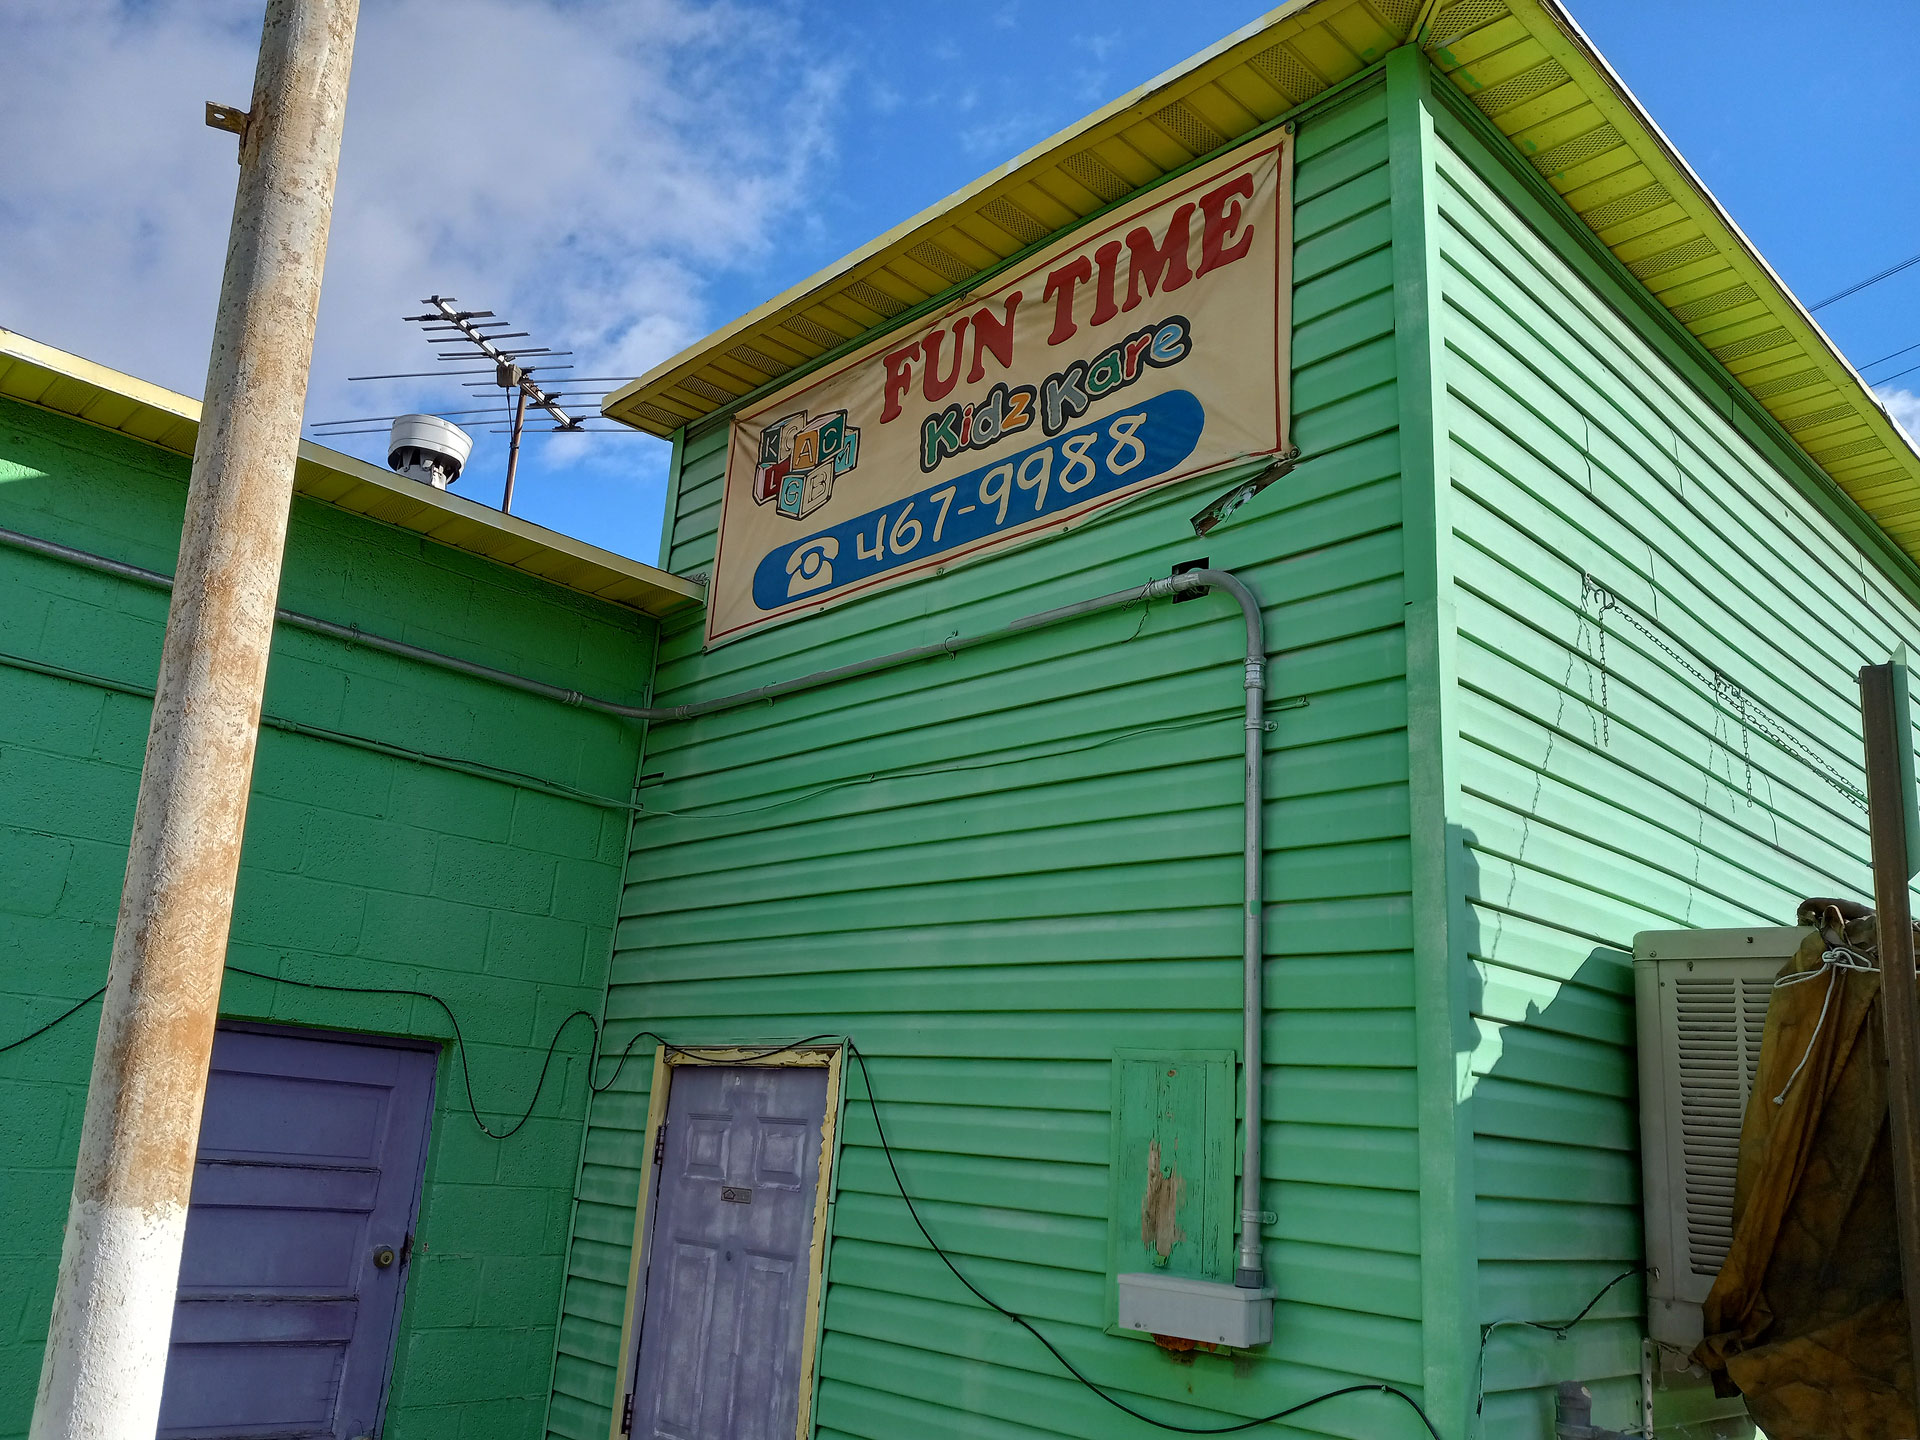 FUN TIME
Kidz Kare
467-9988
K C A C M
L C B